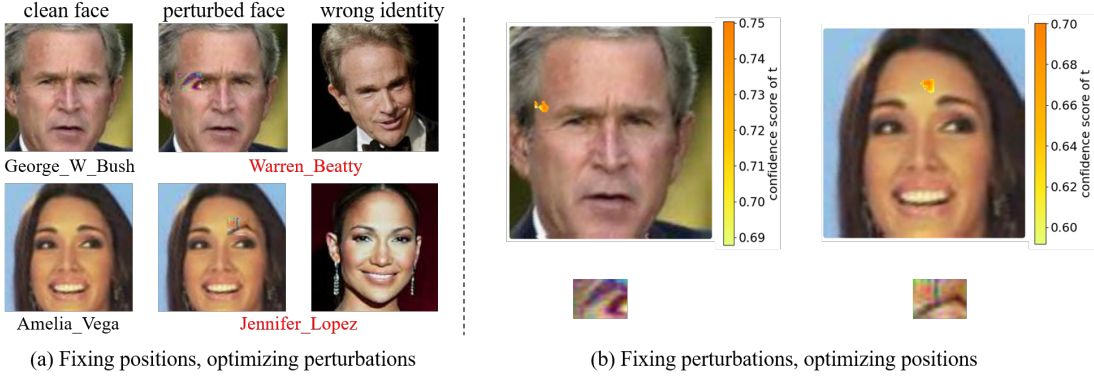 clean face perturbed face wrong identity
George_W_Bush Warren_Beatty
Amelia_Vega Jennifer_Lopez
(a) Fixing positions, optimizing perturbations
0.75
0.74
0.73
0.72
0.71
0.70
0.69
confidence score of t
0.70
0.68
0.66
0.64
0.62
0.60
confidence score of t
(b) Fixing perturbations, optimizing positions